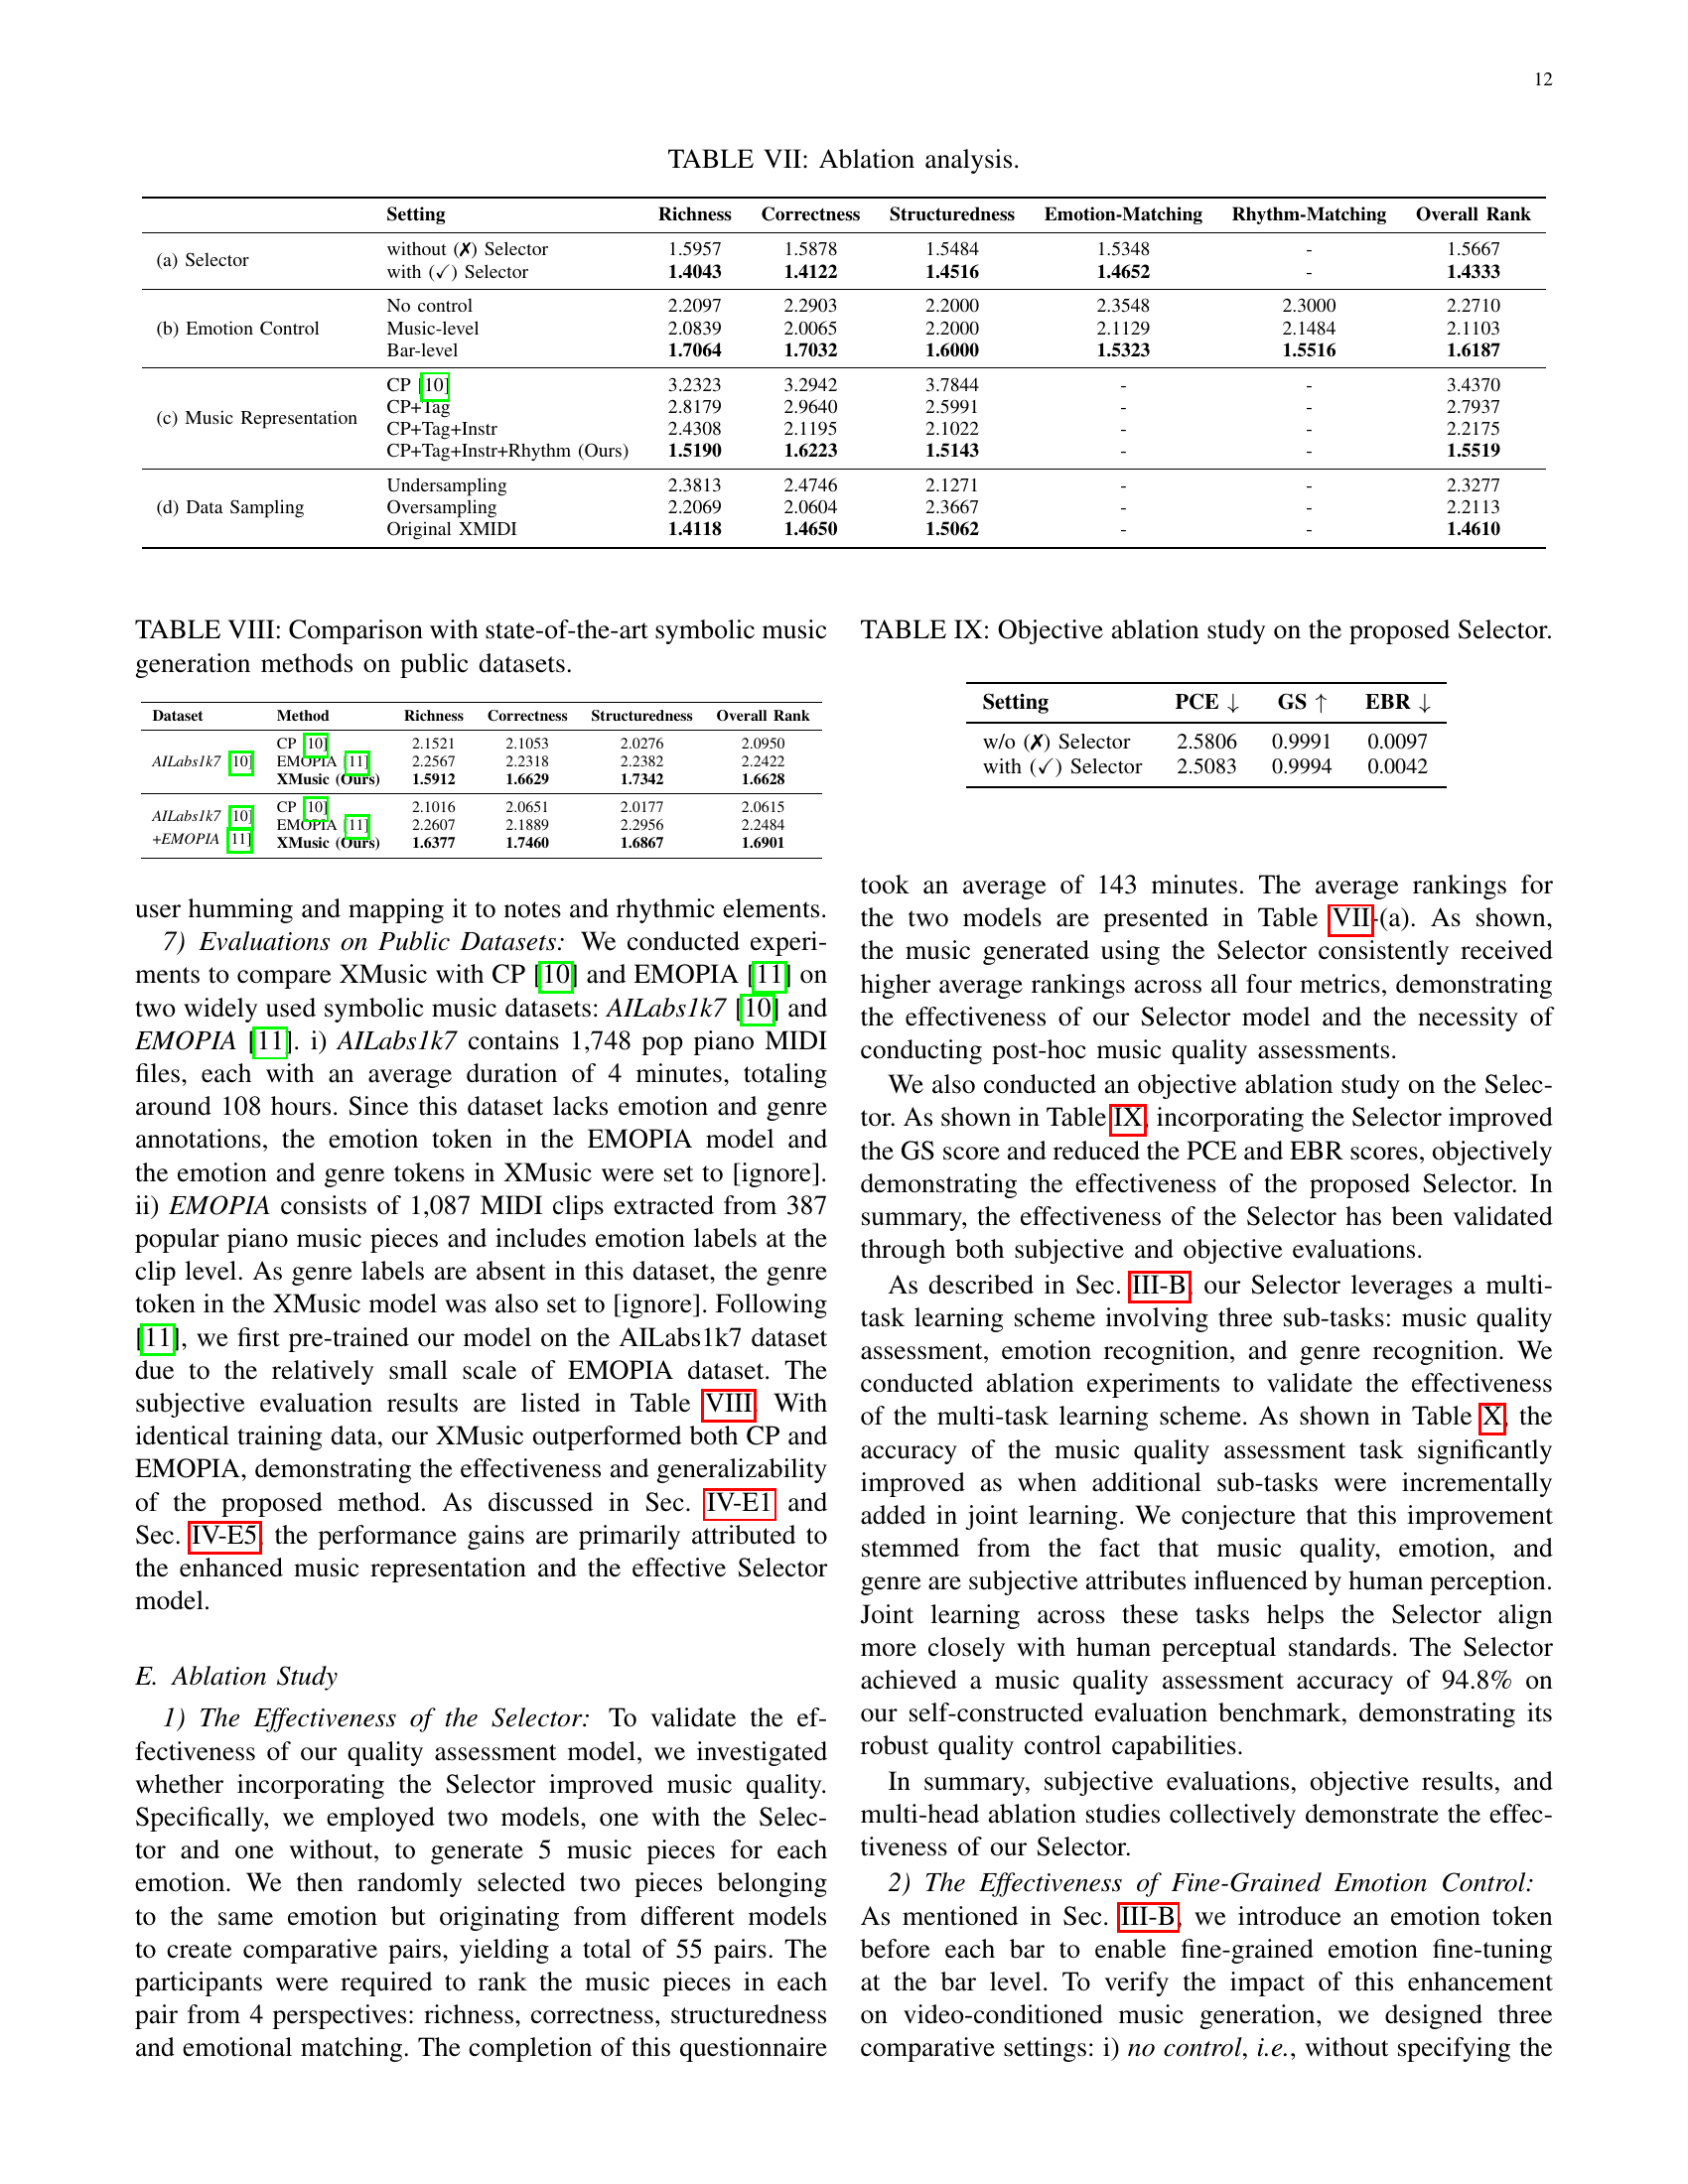 12
TABLE VII: Ablation analysis.
Setting Richness Correctness Structuredness Emotion-Matching Rhythm-Matching Overall Rank
(a) Selector
without (✗) Selector 1.5957 1.5878 1.5484 1.5348 - 1.5667
with (✓) Selector 1.4043 1.4122 1.4516 1.4652 - 1.4333
(b) Emotion Control
No control 2.2097 2.2903 2.2000 2.3548 2.3000 2.2710
Music-level 2.0839 2.0065 2.2000 2.1129 2.1484 2.1103
Bar-level 1.7064 1.7032 1.6000 1.5323 1.5516 1.6187
(c) Music Representation
CP [10] 3.2323 3.2942 3.7844 - - 3.4370
CP+Tag 2.8179 2.9640 2.5991 - - 2.7937
CP+Tag+Instr 2.4308 2.1195 2.1022 - - 2.2175
CP+Tag+Instr+Rhythm (Ours) 1.5190 1.6223 1.5143 - - 1.5519
(d) Data Sampling
Undersampling 2.3813 2.4746 2.1271 - - 2.3277
Oversampling 2.2069 2.0604 2.3667 - - 2.2113
Original XMIDI 1.4118 1.4650 1.5062 - - 1.4610
TABLE VIII: Comparison with state-of-the-art symbolic music
generation methods on public datasets.
Dataset Method Richness Correctness Structuredness Overall Rank
AILabs1k7 [10]
CP [10] 2.1521 2.1053 2.0276 2.0950
EMOPIA [11] 2.2567 2.2318 2.2382 2.2422
XMusic (Ours) 1.5912 1.6629 1.7342 1.6628
AILabs1k7 [10]
+EMOPIA [11]
CP [10] 2.1016 2.0651 2.0177 2.0615
EMOPIA [11] 2.2607 2.1889 2.2956 2.2484
XMusic (Ours) 1.6377 1.7460 1.6867 1.6901
user humming and mapping it to notes and rhythmic elements.
7) Evaluations on Public Datasets: We conducted experi-
ments to compare XMusic with CP [10] and EMOPIA [11] on
two widely used symbolic music datasets: AILabs1k7 [10] and
EMOPIA [11]. i) AILabs1k7 contains 1,748 pop piano MIDI
files, each with an average duration of 4 minutes, totaling
around 108 hours. Since this dataset lacks emotion and genre
annotations, the emotion token in the EMOPIA model and
the emotion and genre tokens in XMusic were set to [ignore].
ii) EMOPIA consists of 1,087 MIDI clips extracted from 387
popular piano music pieces and includes emotion labels at the
clip level. As genre labels are absent in this dataset, the genre
token in the XMusic model was also set to [ignore]. Following
[11], we first pre-trained our model on the AILabs1k7 dataset
due to the relatively small scale of EMOPIA dataset. The
subjective evaluation results are listed in Table VIII. With
identical training data, our XMusic outperformed both CP and
EMOPIA, demonstrating the effectiveness and generalizability
of the proposed method. As discussed in Sec. IV-E1 and
Sec. IV-E5, the performance gains are primarily attributed to
the enhanced music representation and the effective Selector
model.
E. Ablation Study
1) The Effectiveness of the Selector: To validate the ef-
fectiveness of our quality assessment model, we investigated
whether incorporating the Selector improved music quality.
Specifically, we employed two models, one with the Selec-
tor and one without, to generate 5 music pieces for each
emotion. We then randomly selected two pieces belonging
to the same emotion but originating from different models
to create comparative pairs, yielding a total of 55 pairs. The
participants were required to rank the music pieces in each
pair from 4 perspectives: richness, correctness, structuredness
and emotional matching. The completion of this questionnaire
TABLE IX: Objective ablation study on the proposed Selector.
Setting PCE ↓ GS ↑ EBR ↓
w/o (✗) Selector 2.5806 0.9991 0.0097
with (✓) Selector 2.5083 0.9994 0.0042
took an average of 143 minutes. The average rankings for
the two models are presented in Table VII-(a). As shown,
the music generated using the Selector consistently received
higher average rankings across all four metrics, demonstrating
the effectiveness of our Selector model and the necessity of
conducting post-hoc music quality assessments.
We also conducted an objective ablation study on the Selec-
tor. As shown in Table IX, incorporating the Selector improved
the GS score and reduced the PCE and EBR scores, objectively
demonstrating the effectiveness of the proposed Selector. In
summary, the effectiveness of the Selector has been validated
through both subjective and objective evaluations.
As described in Sec. III-B, our Selector leverages a multi-
task learning scheme involving three sub-tasks: music quality
assessment, emotion recognition, and genre recognition. We
conducted ablation experiments to validate the effectiveness
of the multi-task learning scheme. As shown in Table X, the
accuracy of the music quality assessment task significantly
improved as when additional sub-tasks were incrementally
added in joint learning. We conjecture that this improvement
stemmed from the fact that music quality, emotion, and
genre are subjective attributes influenced by human perception.
Joint learning across these tasks helps the Selector align
more closely with human perceptual standards. The Selector
achieved a music quality assessment accuracy of 94.8% on
our self-constructed evaluation benchmark, demonstrating its
robust quality control capabilities.
In summary, subjective evaluations, objective results, and
multi-head ablation studies collectively demonstrate the effec-
tiveness of our Selector.
2) The Effectiveness of Fine-Grained Emotion Control:
As mentioned in Sec. III-B, we introduce an emotion token
before each bar to enable fine-grained emotion fine-tuning
at the bar level. To verify the impact of this enhancement
on video-conditioned music generation, we designed three
comparative settings: i) no control, i.e., without specifying the